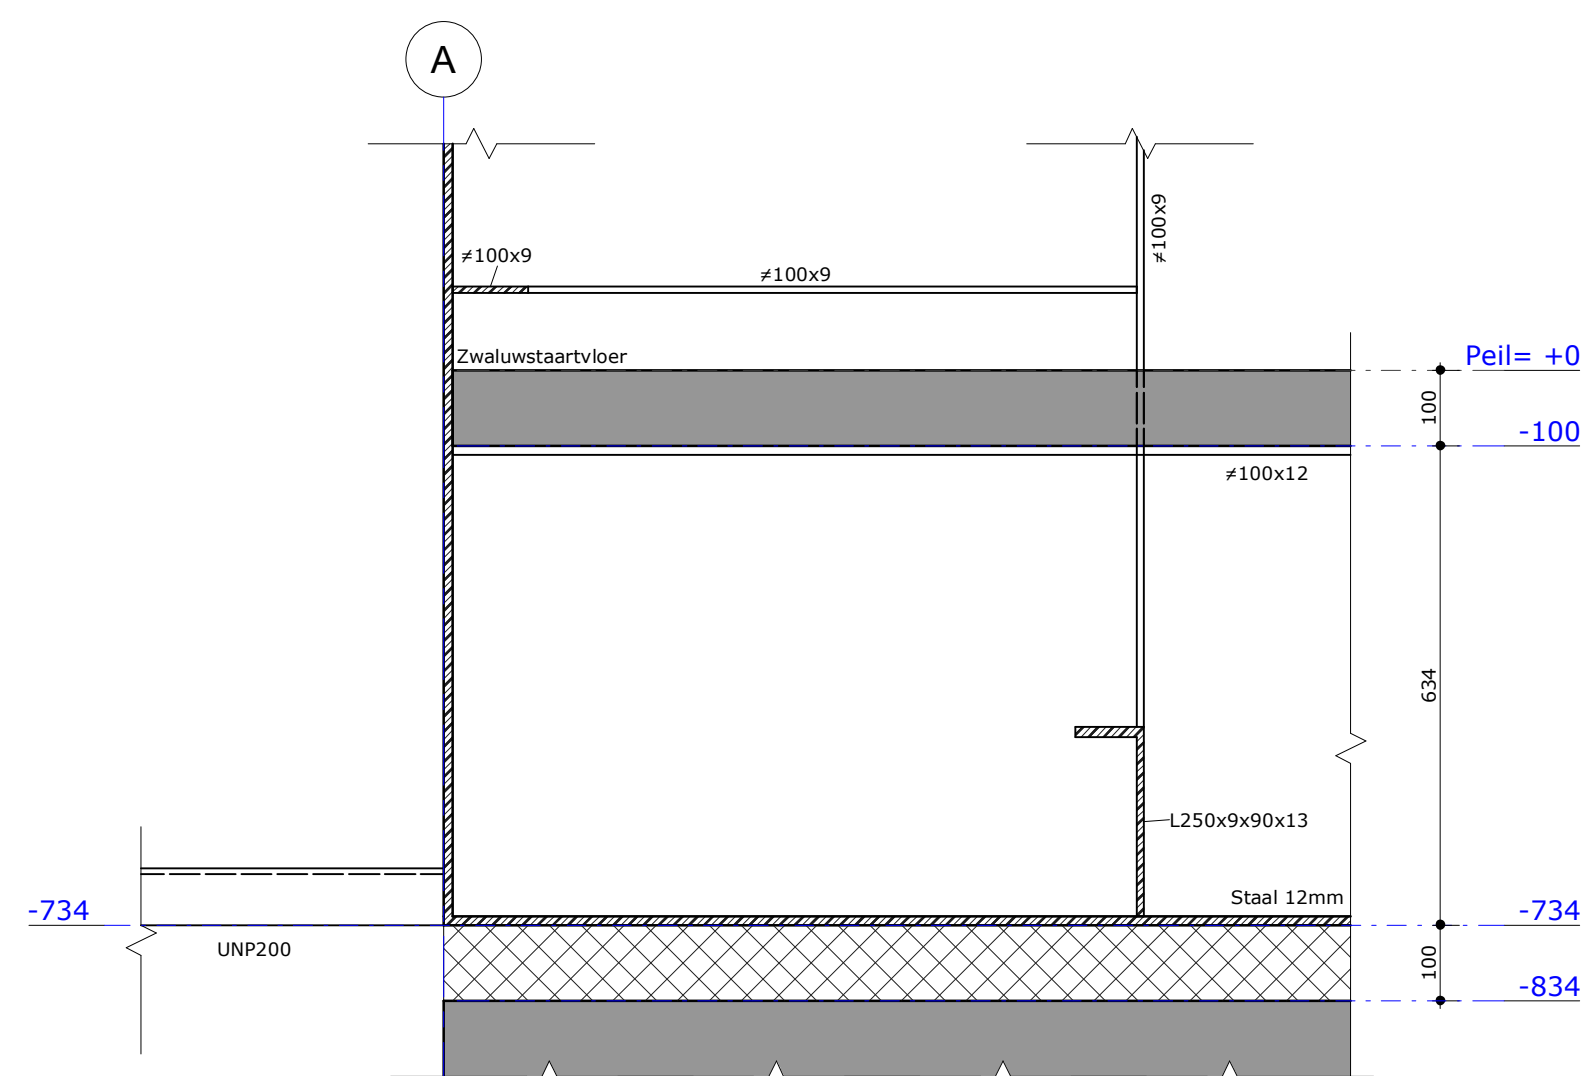 A
≠100x9
≠100x9
≠100x9
Zwaluwstaartvloer
Peil= +0
100
-100
≠100x12
634
L250x9x90x13
Staal 12mm
-734
-734
UNP200
100
-834